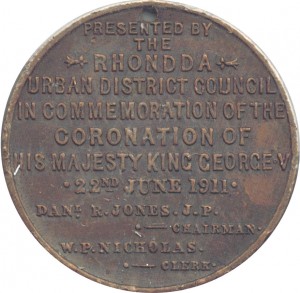 PRESENTED BY
THE
RHONDDA
URBAN DISTRICT COUNCIL
IN COMMEMORATION OF THE
CORONATION OF
HIS MAJESTY KING GEORGE V
· 22ND JUNE 1911 ·
DANL R. JONES. J.P.
CHAIRMAN.
W.P. NICHOLAS.
CLERK.